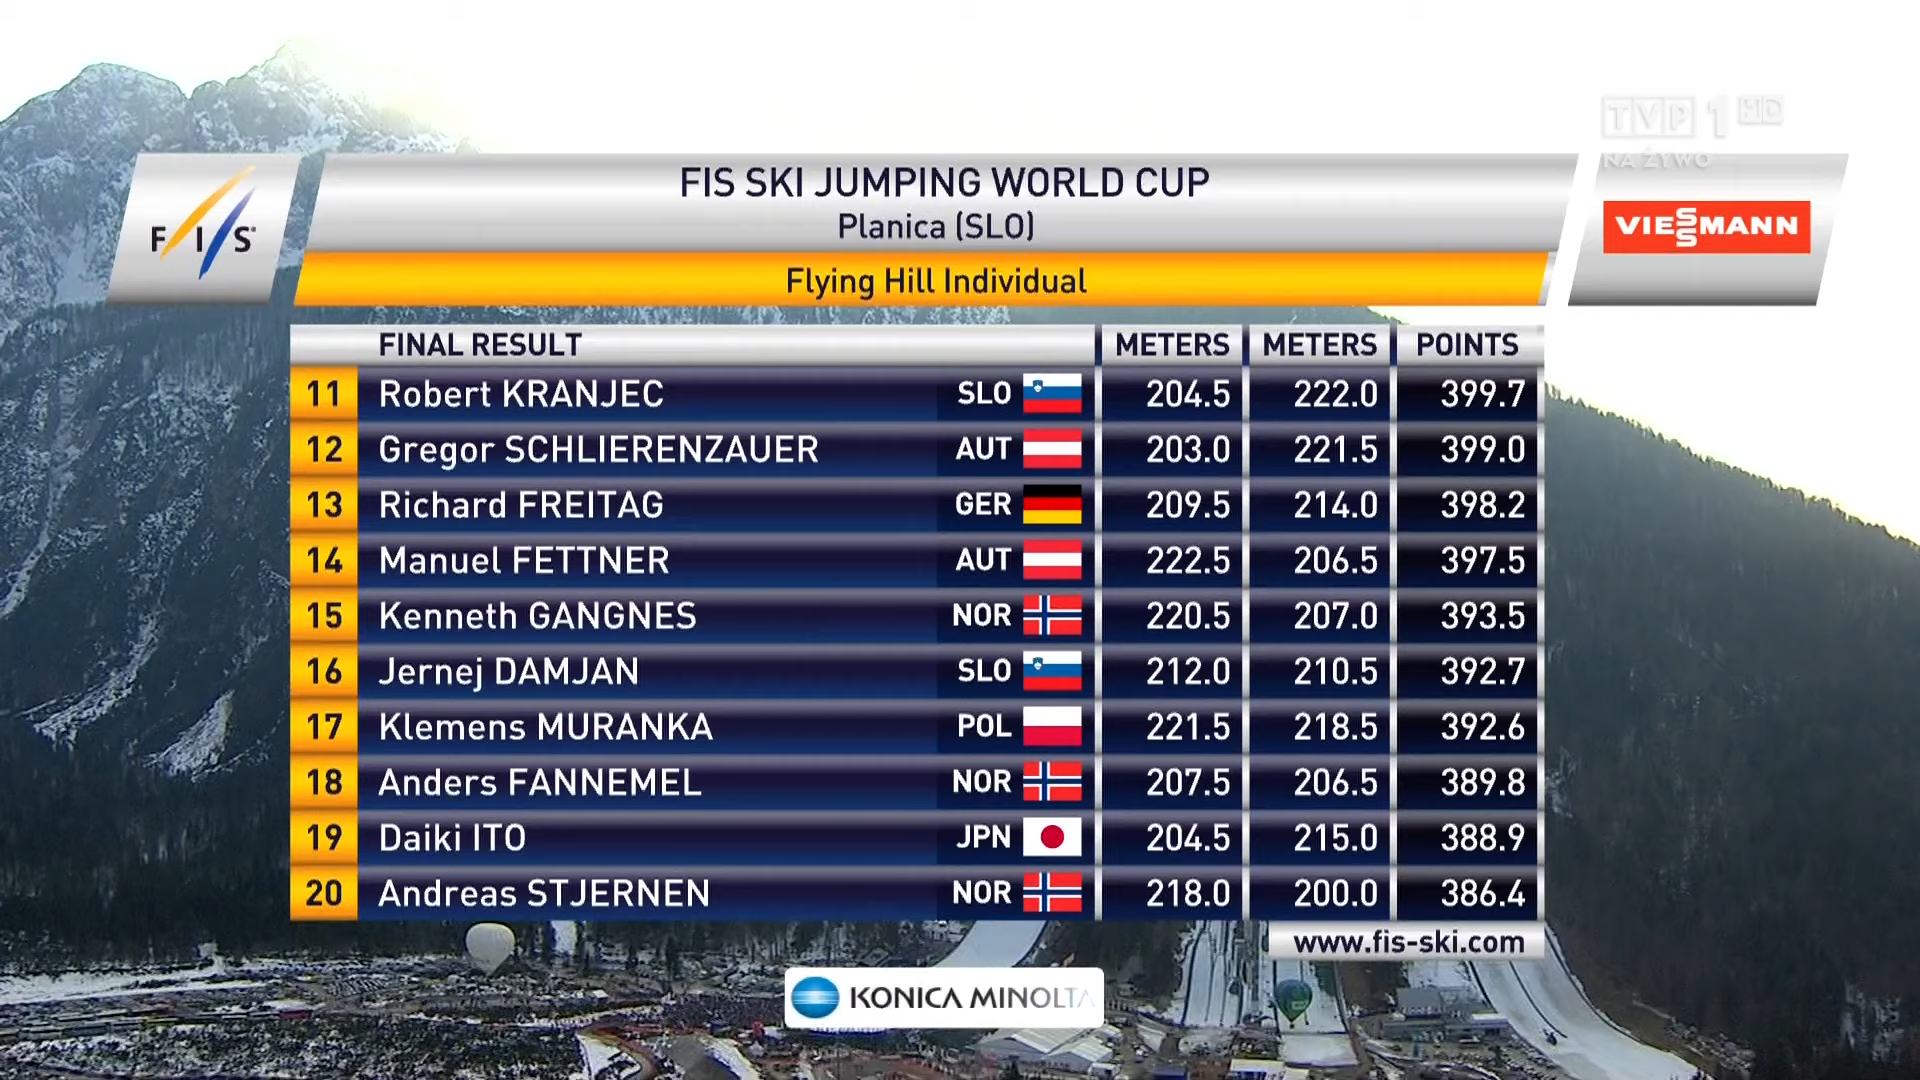 TVP 1 HD
NA ŻYWO
FIS
FIS SKI JUMPING WORLD CUP
Planica (SLO)
Flying Hill Individual
VIESSMANN
FINAL RESULT METERS METERS POINTS
11 Robert KRANJEC SLO 204.5 222.0 399.7
12 Gregor SCHLIERENZAUER AUT 203.0 221.5 399.0
13 Richard FREITAG GER 209.5 214.0 398.2
14 Manuel FETTNER AUT 222.5 206.5 397.5
15 Kenneth GANGNES NOR 220.5 207.0 393.5
16 Jernej DAMJAN SLO 212.0 210.5 392.7
17 Klemens MURANKA POL 221.5 218.5 392.6
18 Anders FANNEMEL NOR 207.5 206.5 389.8
19 Daiki ITO JPN 204.5 215.0 388.9
20 Andreas STJERNEN NOR 218.0 200.0 386.4
www.fis-ski.com
KONICA MINOLTA